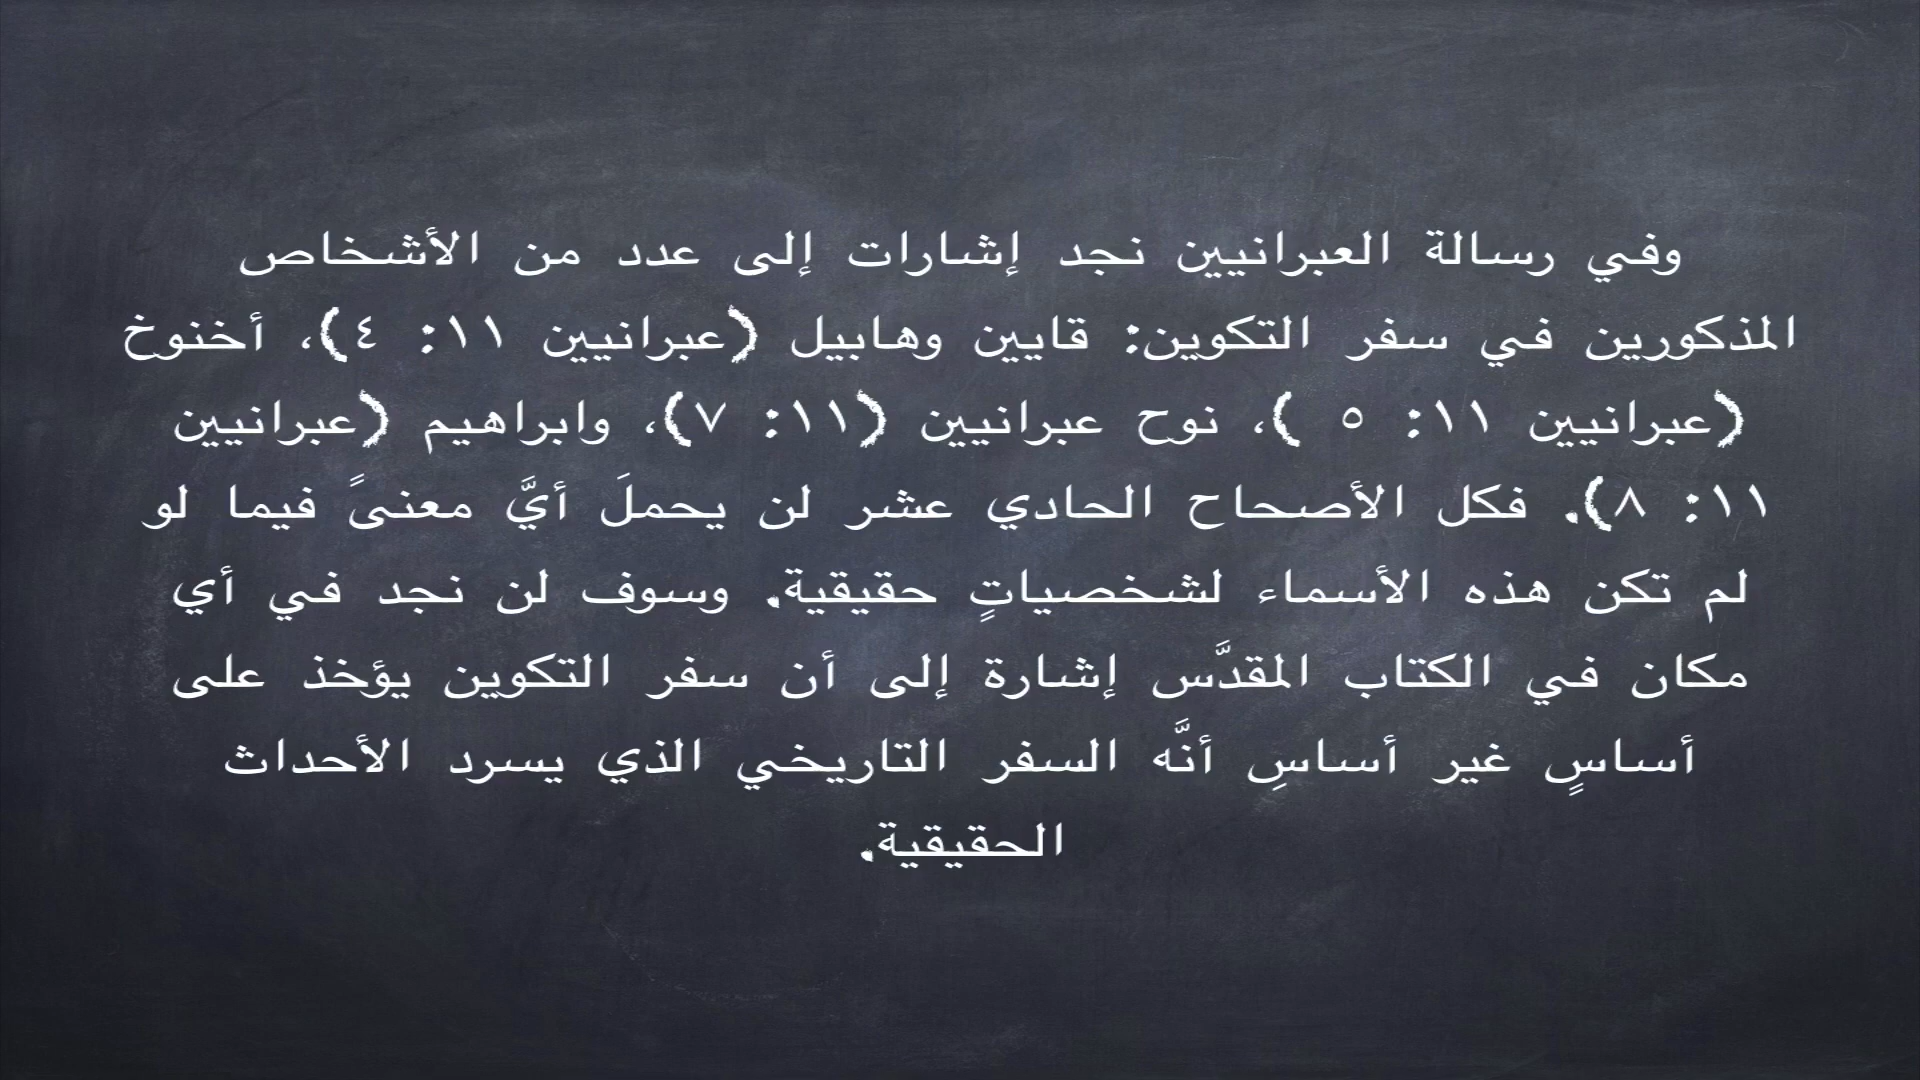 وفي رسالة العبرانيين نجد إشارات إلى عدد من الأشخاص
المذكورين في سفر التكوين: قايين وهابيل (عبرانيين ١١: ٤)، أخنوخ
(عبرانيين ١١: ٥ )، نوح عبرانيين (١١: ٧)، وابراهيم (عبرانيين
١١: ٨). فكل الأصحاح الحادي عشر لن يحملَ أيَّ معنىً فيما لو
لم تكن هذه الأسماء لشخصياتٍ حقيقية. وسوف لن نجد في أي
مكان في الكتاب المقدَّس إشارة إلى أن سفر التكوين يؤخذ على
أساسٍ غير أساسِ أنَّه السفر التاريخي الذي يسرد الأحداث
الحقيقية.